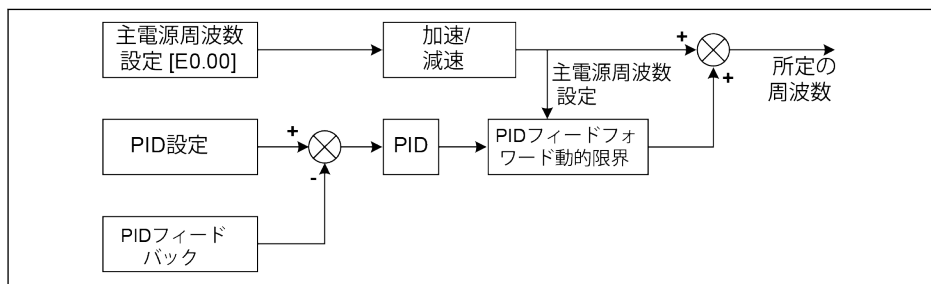 主電源周波数
設定 [E0.00]
加速/
減速
+
+
所定の
周波数
主電源周波数
設定
PID設定
+
-
PID
PIDフィードフォ
ワード動的限界
PIDフィード
バック